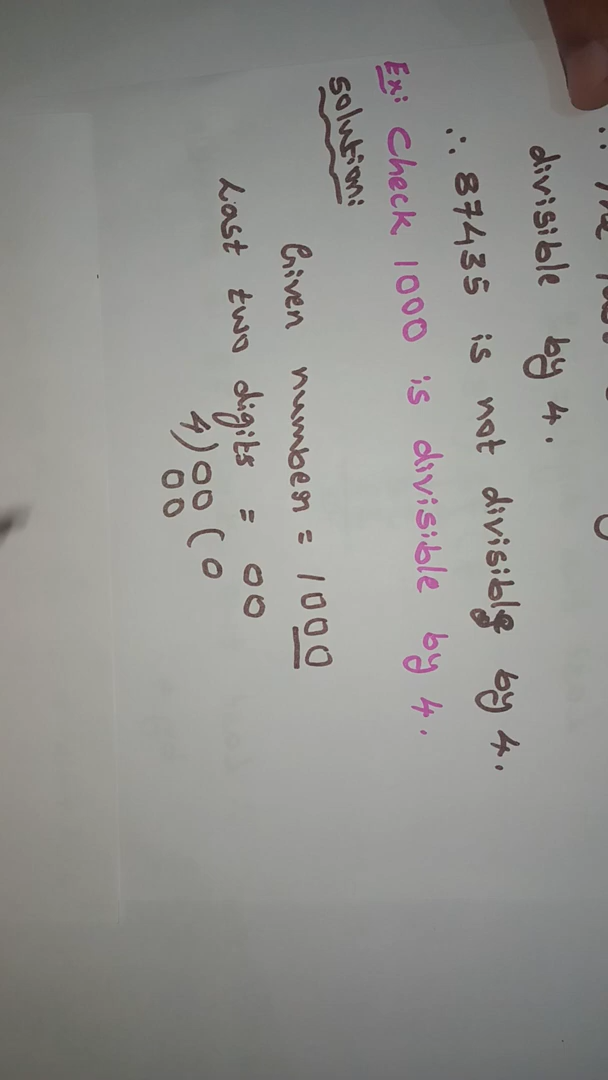 divisible by 4.
∴ 87435 is not divisible by 4.
Ex: Check 1000 is divisible by 4.
Solution:
Given number = 1000
Last two digits = 00
4)00(0
00